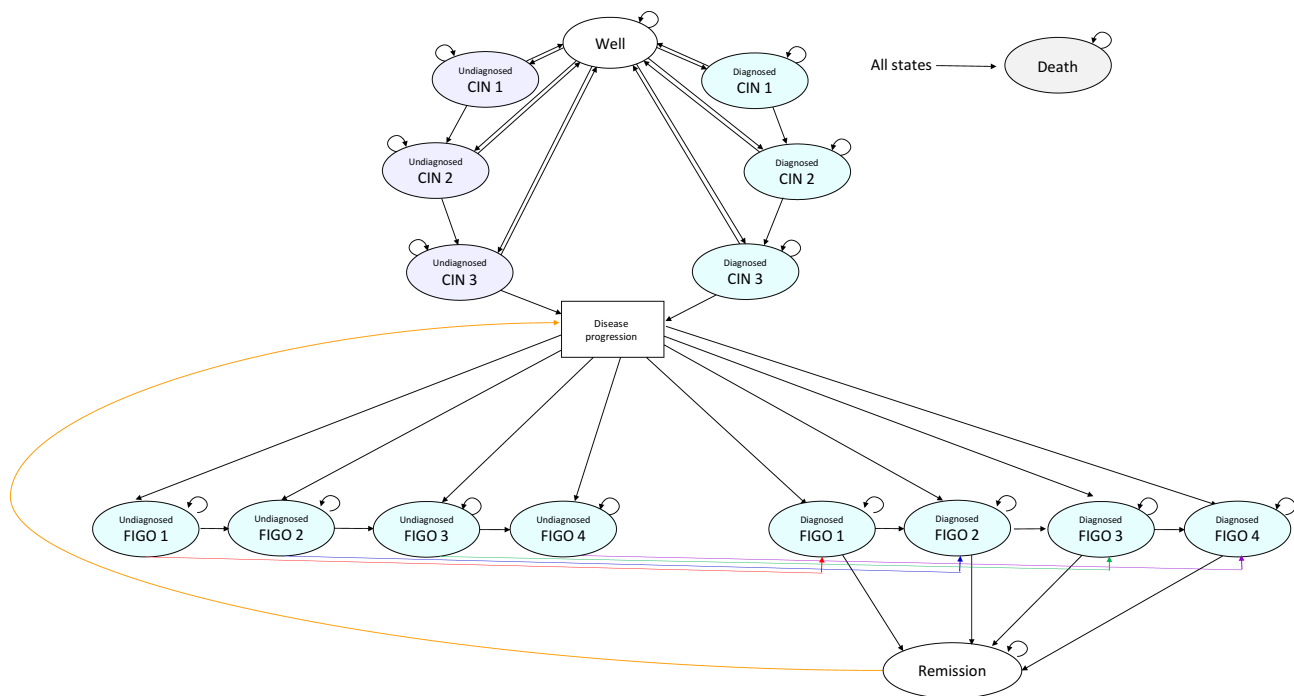 Well
All states
Death
Undiagnosed
CIN 1
Diagnosed
CIN 1
Undiagnosed
CIN 2
Diagnosed
CIN 2
Undiagnosed
CIN 3
Diagnosed
CIN 3
Disease
progression
Undiagnosed
FIGO 1
Undiagnosed
FIGO 2
Undiagnosed
FIGO 3
Undiagnosed
FIGO 4
Diagnosed
FIGO 1
Diagnosed
FIGO 2
Diagnosed
FIGO 3
Diagnosed
FIGO 4
Remission